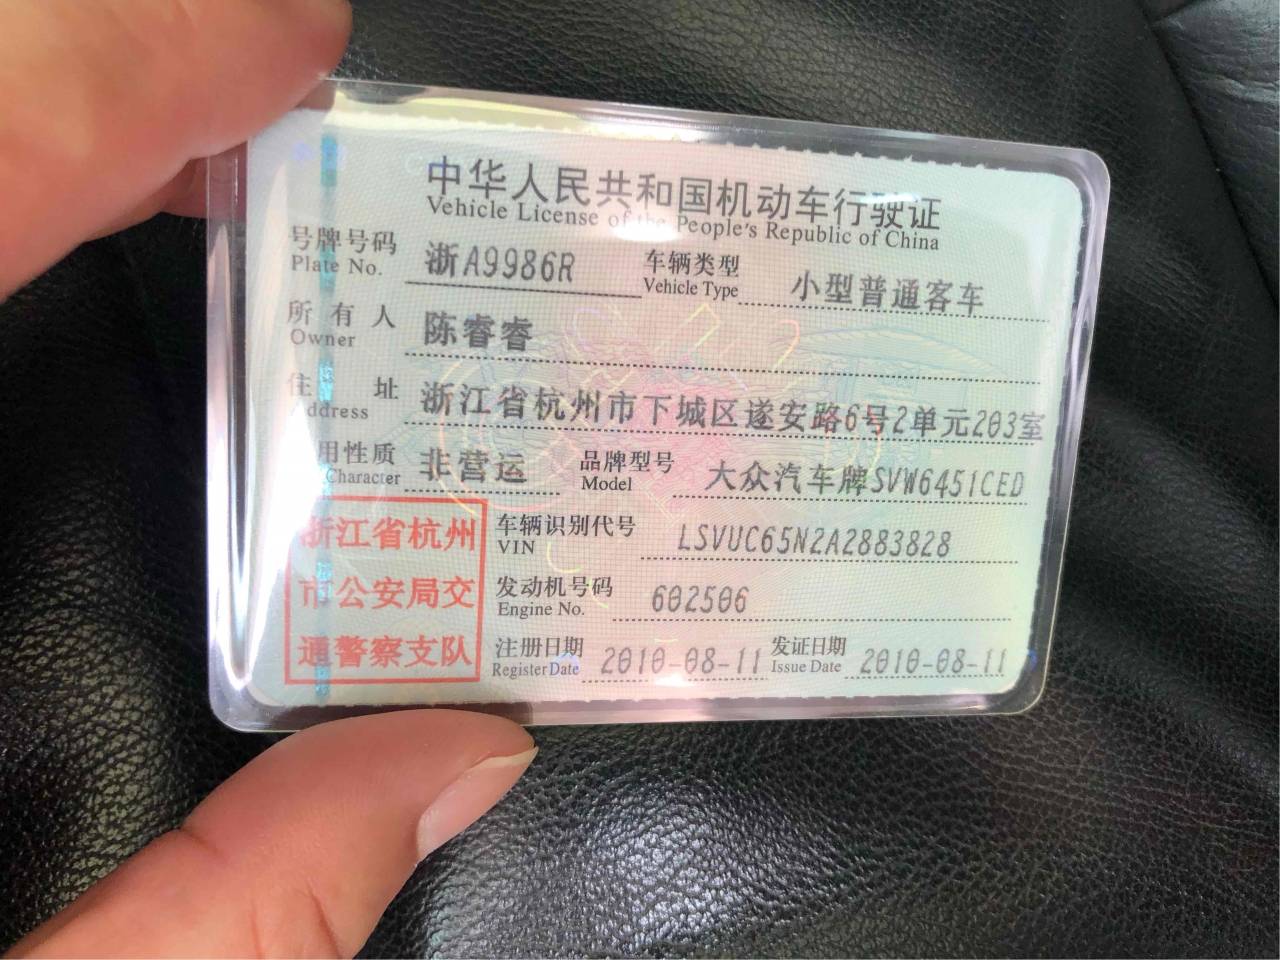 中华人民共和国机动车行驶证
Vehicle License of the People's Republic of China
号牌号码 浙A9986R 车辆类型 小型普通客车
Plate No. Vehicle Type
所有人 陈睿睿
Owner
住址 浙江省杭州市下城区遂安路6号2单元203室
Address
用性质 非营运 品牌型号 大众汽车牌SVW6451CED
Character Model
浙江省杭州
市公安局交
通警察支队
车辆识别代号 LSVUC65N2A2883828
VIN
发动机号码 602506
Engine No.
注册日期 2010-08-11 发证日期 2010-08-11
Register Date Issue Date